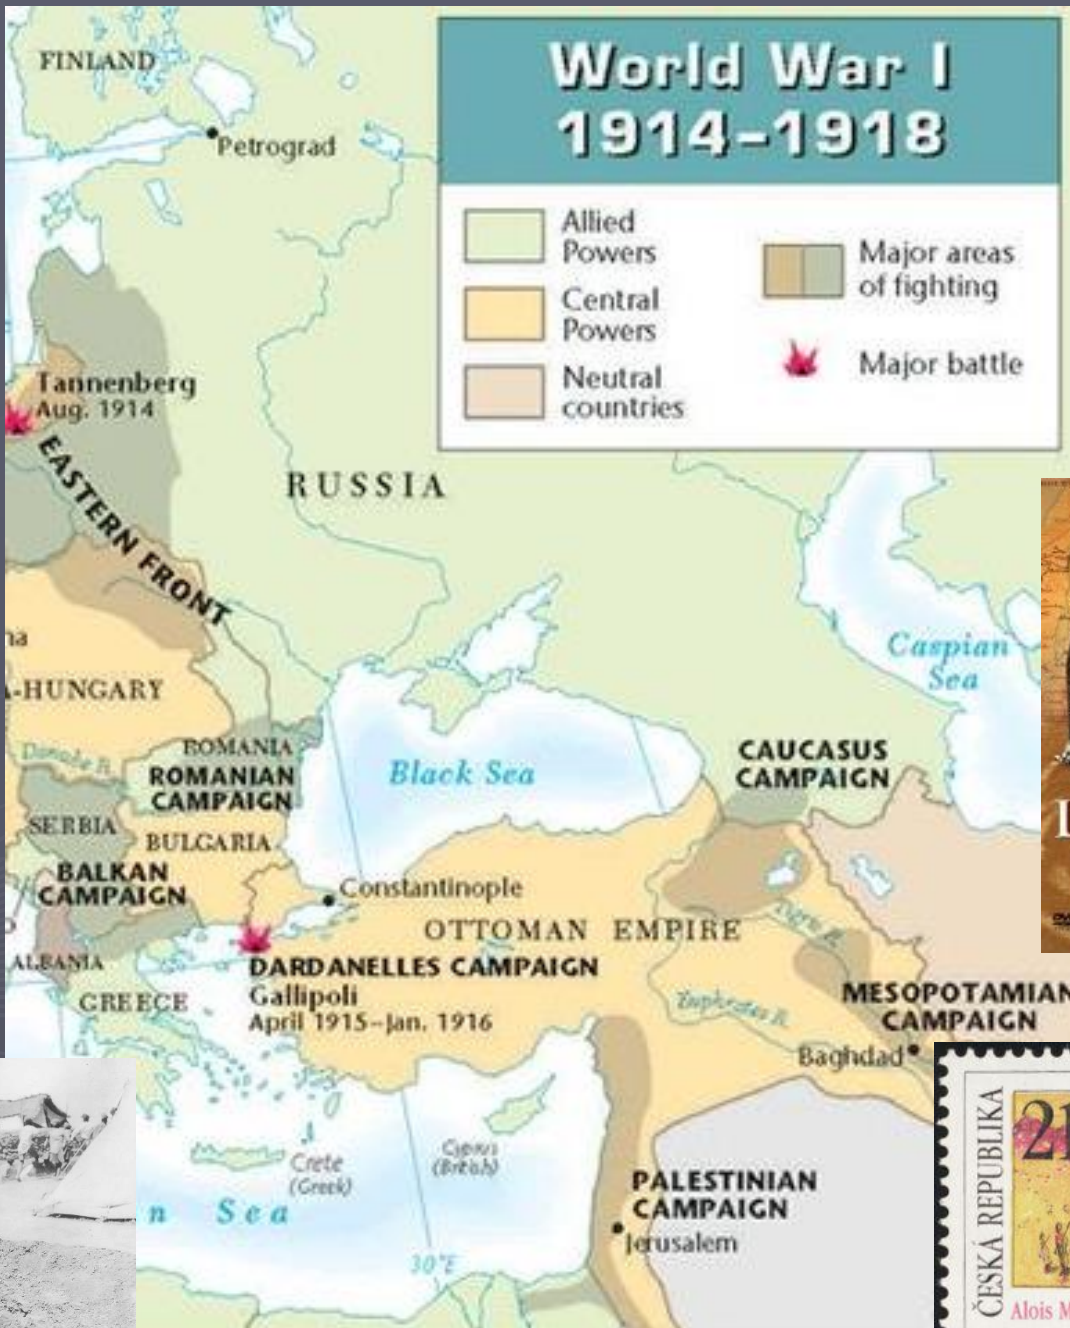 World War I
1914–1918
Allied
Powers
Central
Powers
Neutral
countries
Major areas
of fighting
Major battle
FINLAND
Petrograd
Tannenberg
Aug. 1914
EASTERN FRONT
RUSSIA
Caspian
Sea
-HUNGARY
Danube R.
ROMANIA
ROMANIAN
CAMPAIGN
Black Sea
CAUCASUS
CAMPAIGN
SERBIA
BULGARIA
BALKAN
CAMPAIGN
Constantinople
OTTOMAN EMPIRE
Tigris R.
ALBANIA
DARDANELLES CAMPAIGN
Gallipoli
April 1915–Jan. 1916
GREECE
Euphrates R.
MESOPOTAMIAN
CAMPAIGN
Baghdad
Crete
(Greek)
Cyprus
(British)
n Sea
30°E
PALESTINIAN
CAMPAIGN
Jerusalem
ČESKÁ REPUBLIKA
21
Alois M